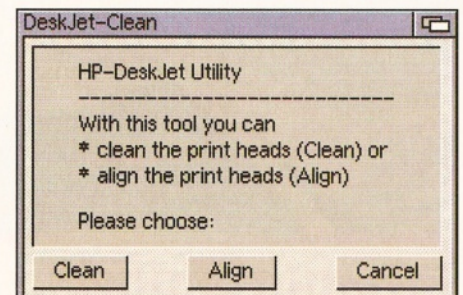 DeskJet-Clean
HP-DeskJet Utility
------------------------------
With this tool you can
* clean the print heads (Clean) or
* align the print heads (Align)
Please choose:
Clean Align Cancel